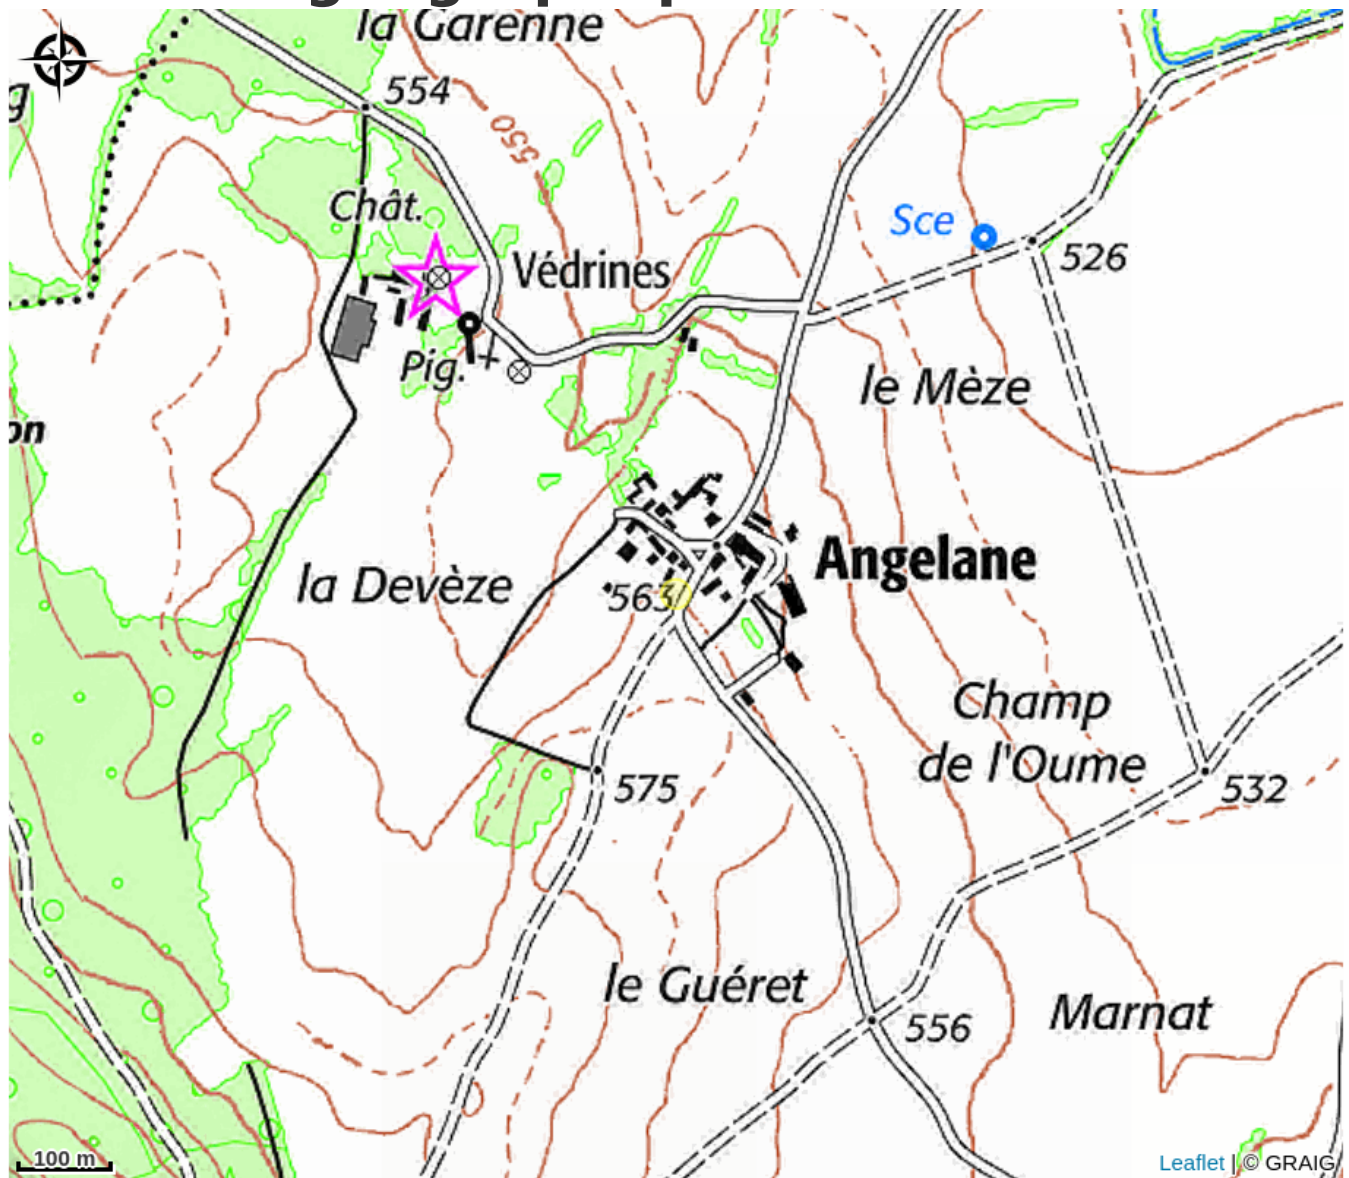 la Garenne
554
g
550
Chât.
Sce
Védrines
526
Pig.
le Mèze
on
Angelane
la Devèze
563
Champ
de l'Oume
575
532
le Guéret
Marnat
556
100 m
Leaflet | © GRAIG